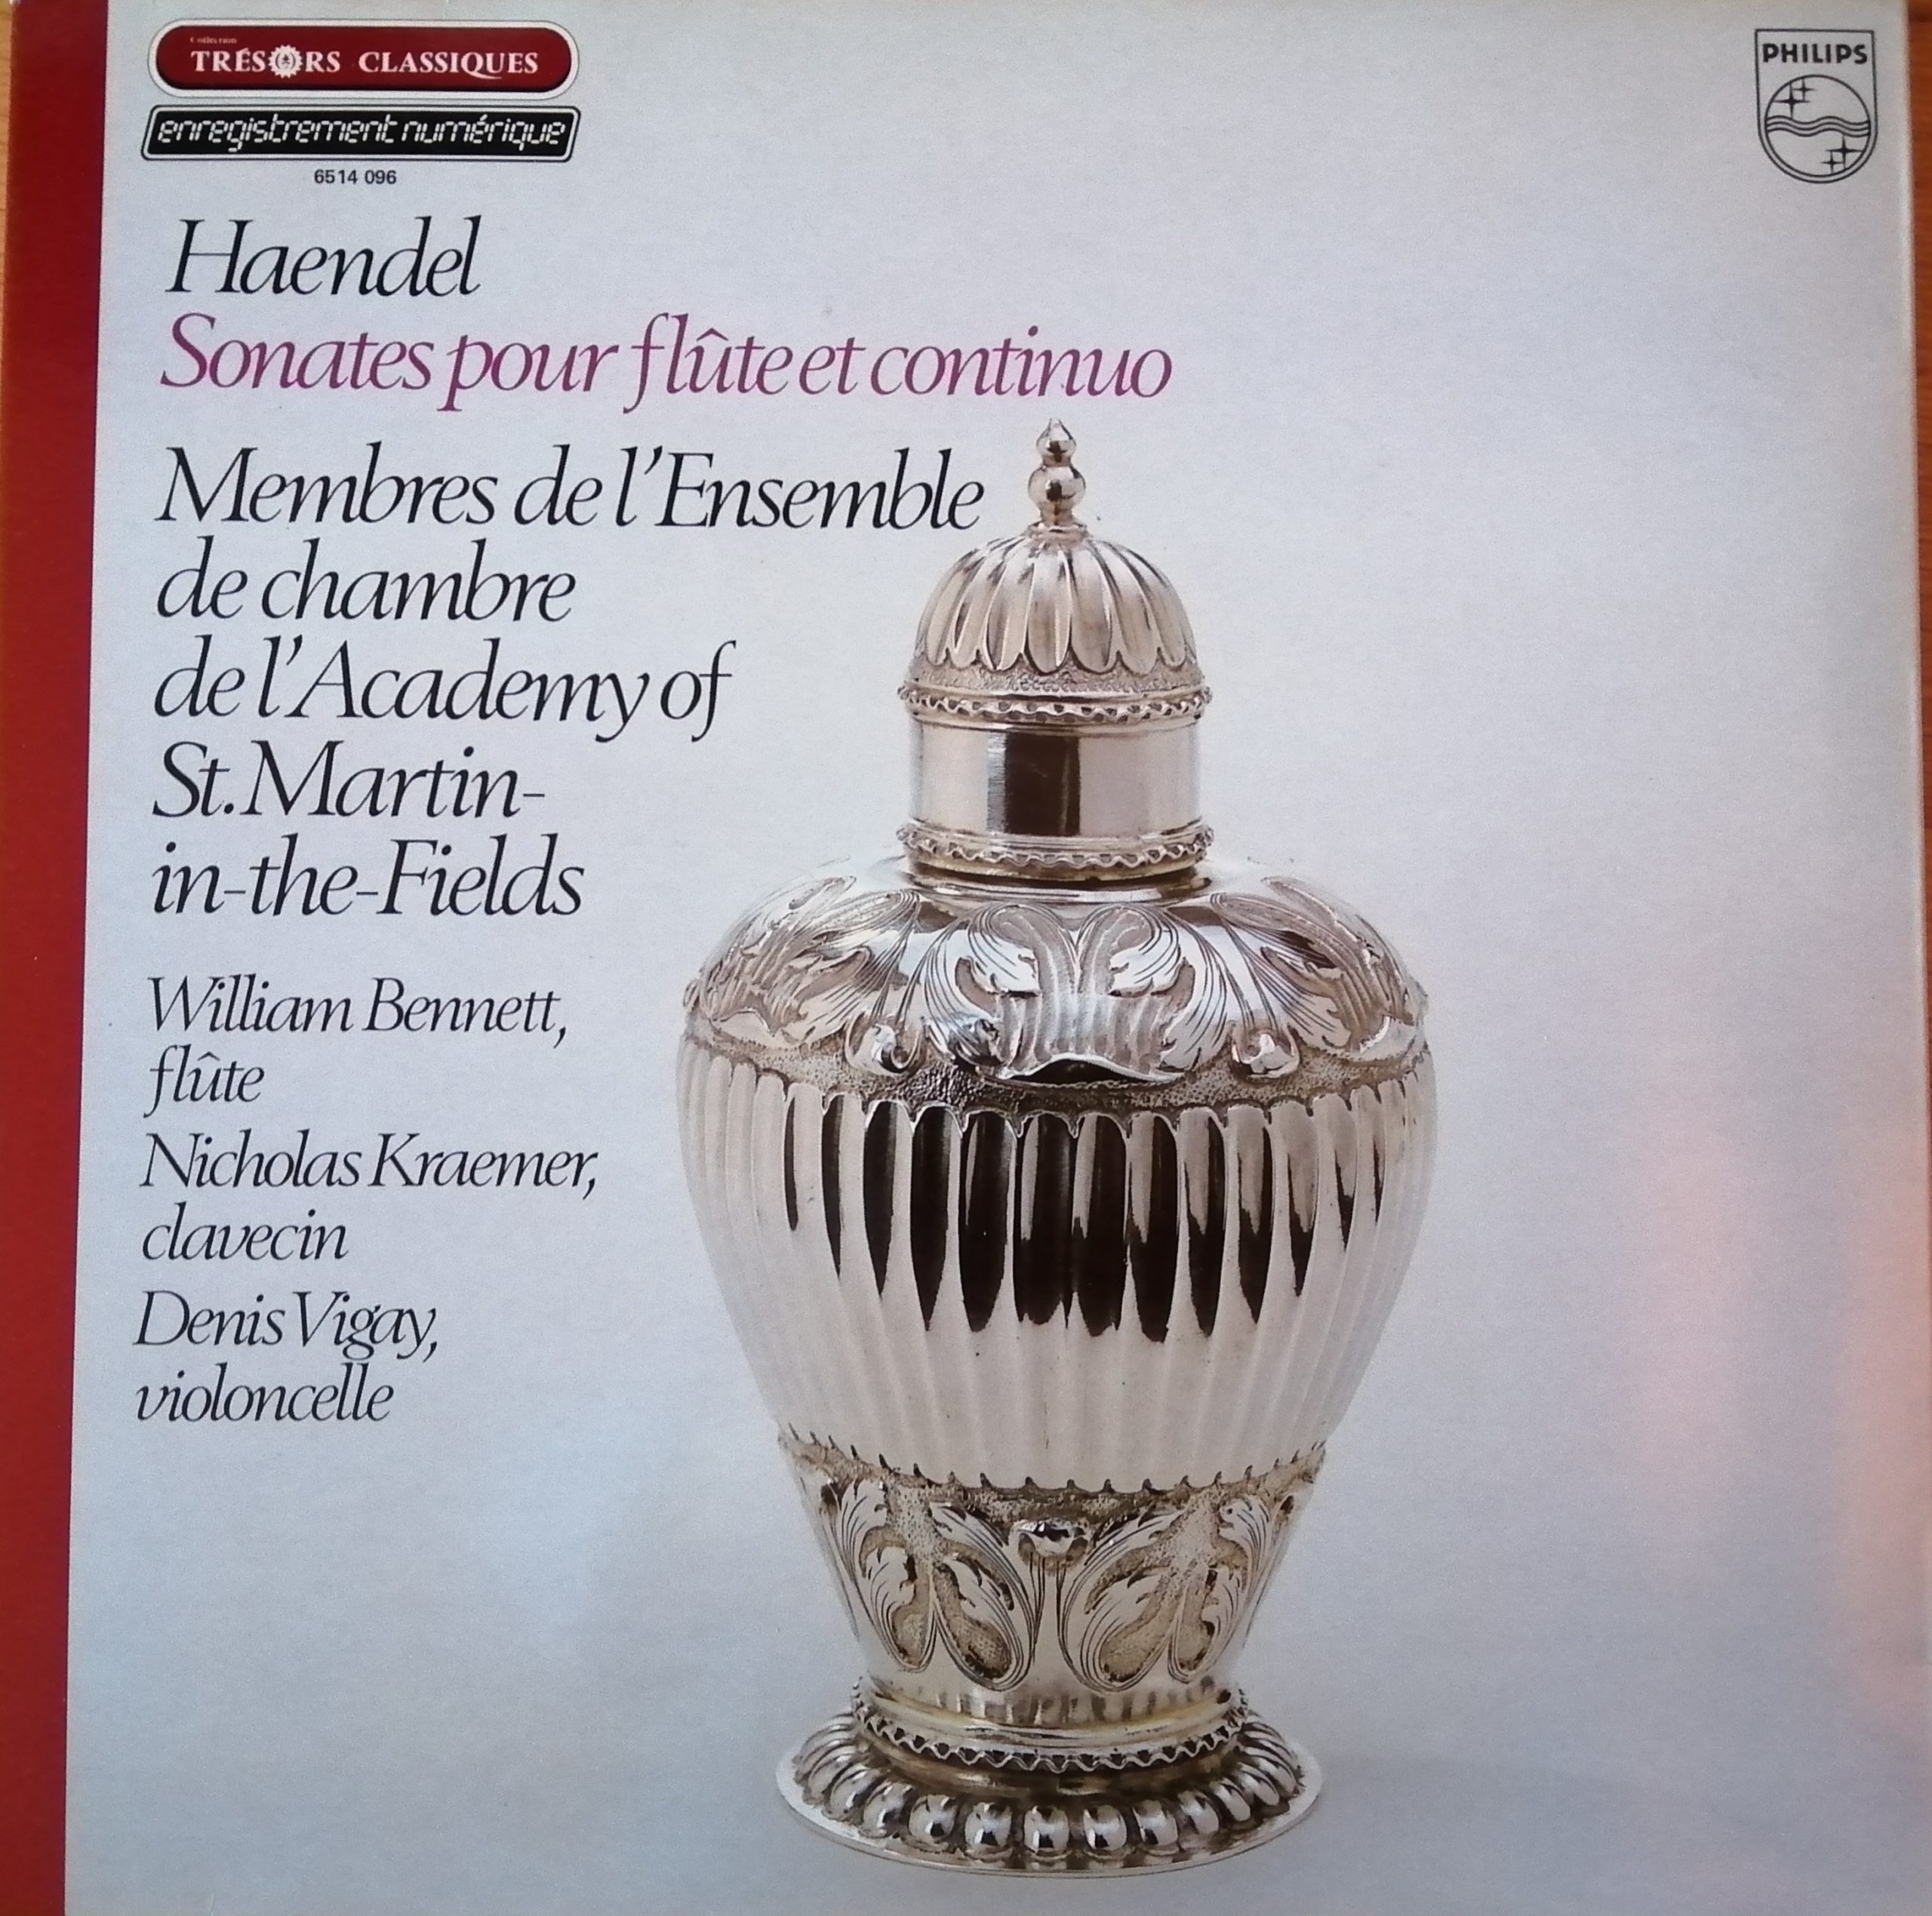 Collection
TRÉSORS CLASSIQUES
enregistrement numérique
6514 096
PHILIPS
Haendel
Sonates pour flûte et continuo
Membres de l'Ensemble
de chambre
de l'Academy of
St. Martin-
in-the-Fields
William Bennett,
flûte
Nicholas Kraemer,
clavecin
Denis Vigay,
violoncelle